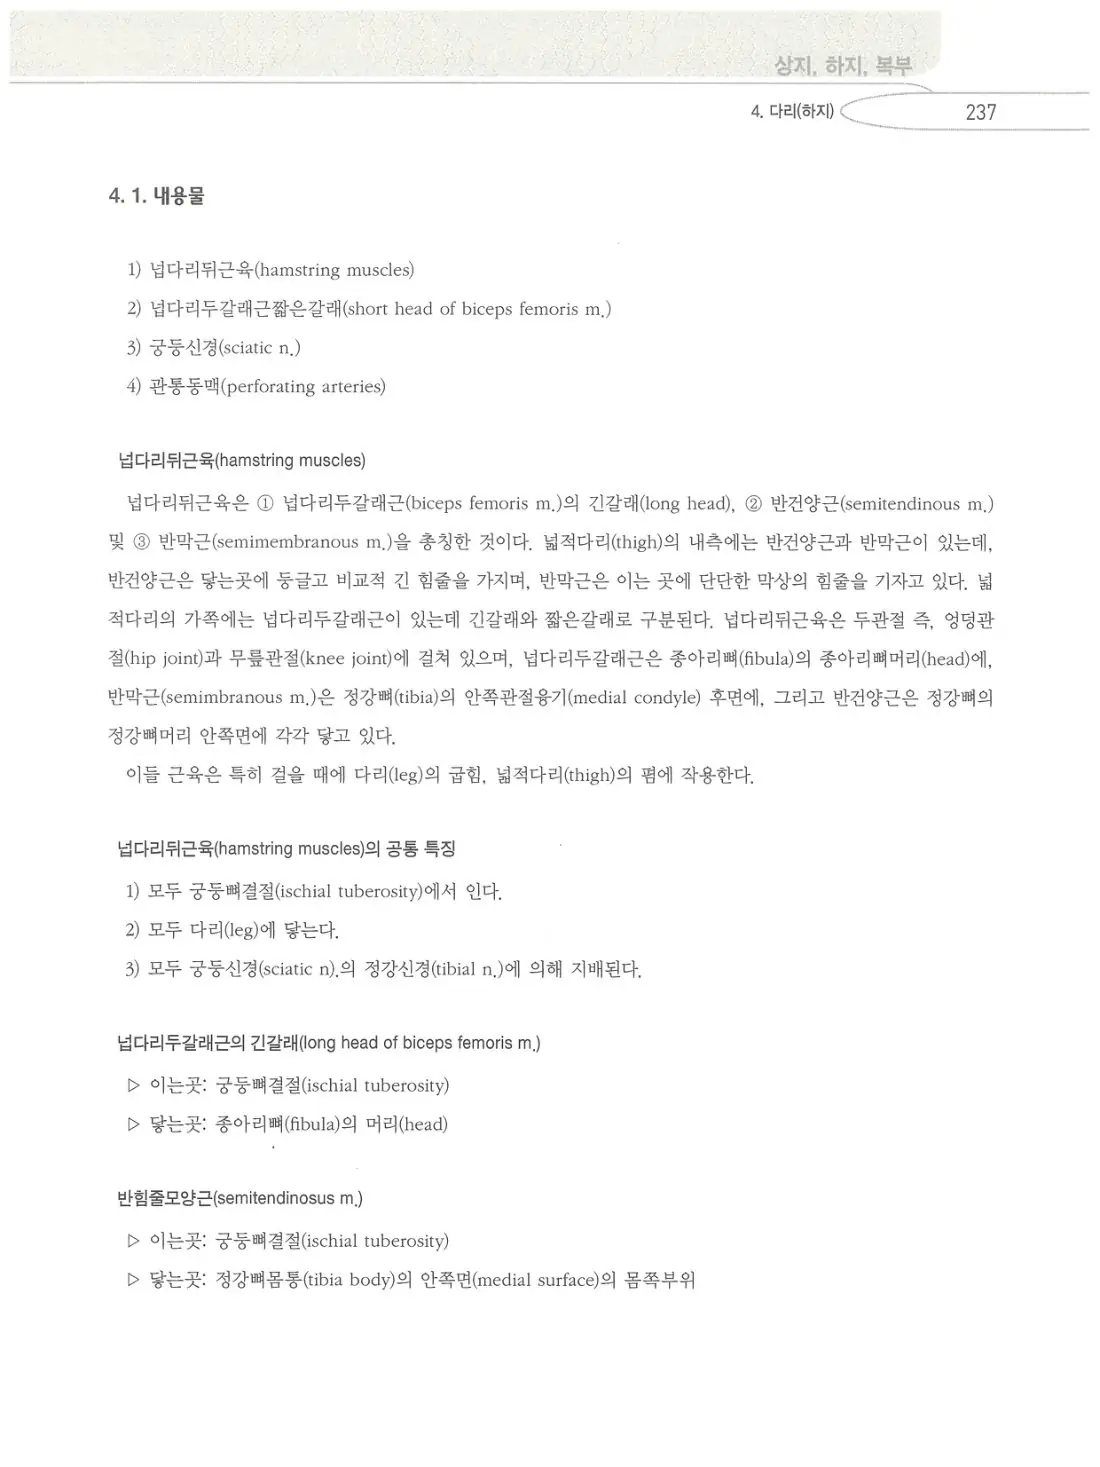 상지, 하지, 복부
4. 다리(하지)
237
4. 1. 내용물
1) 넙다리뒤근육(hamstring muscles)
2) 넙다리두갈래근짧은갈래(short head of biceps femoris m.)
3) 궁둥신경(sciatic n.)
4) 관통동맥(perforating arteries)
넙다리뒤근육(hamstring muscles)
넙다리뒤근육은 ① 넙다리두갈래근(biceps femoris m.)의 긴갈래(long head), ② 반건양근(semitendinous m.)
및 ③ 반막근(semimembranous m.)을 총칭한 것이다. 넓적다리(thigh)의 내측에는 반건양근과 반막근이 있는데,
반건양근은 닿는곳에 둥글고 비교적 긴 힘줄을 가지며, 반막근은 이는 곳에 단단한 막상의 힘줄을 기자고 있다. 넓
적다리의 가쪽에는 넙다리두갈래근이 있는데 긴갈래와 짧은갈래로 구분된다. 넙다리뒤근육은 두관절 즉, 엉덩관
절(hip joint)과 무릎관절(knee joint)에 걸쳐 있으며, 넙다리두갈래근은 종아리뼈(fibula)의 종아리뼈머리(head)에,
반막근(semimbranous m.)은 정강뼈(tibia)의 안쪽관절융기(medial condyle) 후면에, 그리고 반건양근은 정강뼈의
정강뼈머리 안쪽면에 각각 닿고 있다.
이들 근육은 특히 걸을 때에 다리(leg)의 굽힘, 넓적다리(thigh)의 폄에 작용한다.
넙다리뒤근육(hamstring muscles)의 공통 특징
1) 모두 궁둥뼈결절(ischial tuberosity)에서 인다.
2) 모두 다리(leg)에 닿는다.
3) 모두 궁둥신경(sciatic n).의 정강신경(tibial n.)에 의해 지배된다.
넙다리두갈래근의 긴갈래(long head of biceps femoris m.)
▷ 이는곳: 궁둥뼈결절(ischial tuberosity)
▷ 닿는곳: 종아리뼈(fibula)의 머리(head)
반힘줄모양근(semitendinosus m.)
▷ 이는곳: 궁둥뼈결절(ischial tuberosity)
▷ 닿는곳: 정강뼈몸통(tibia body)의 안쪽면(medial surface)의 몸쪽부위